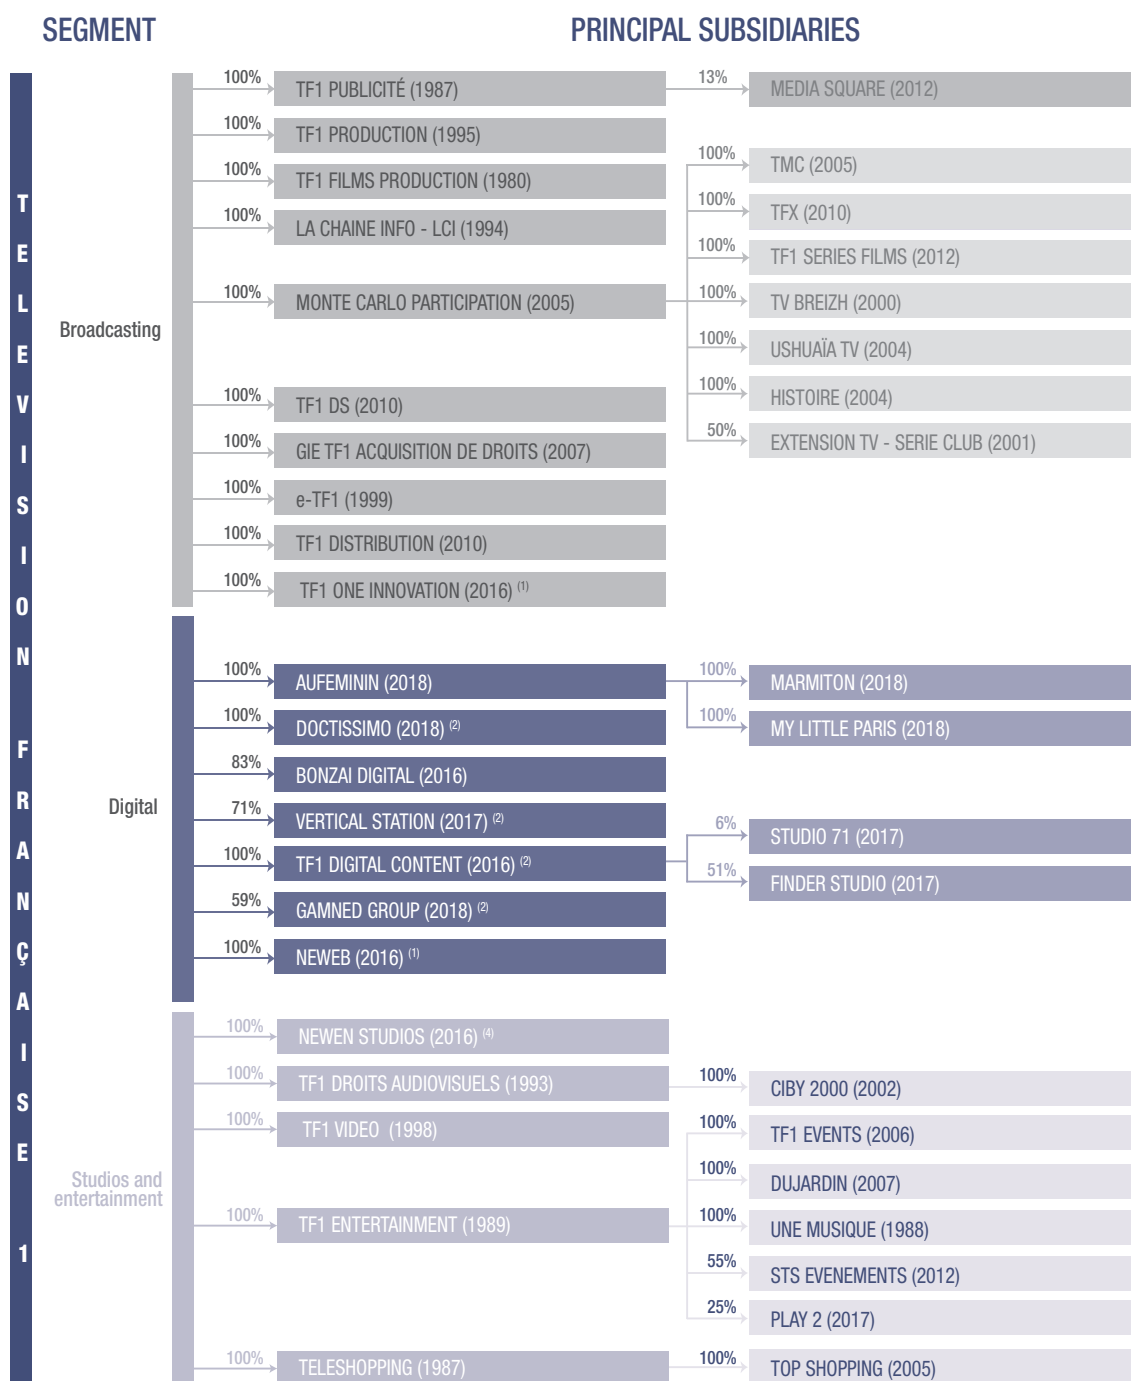 SEGMENT
PRINCIPAL SUBSIDIARIES
TELEVISION FRANÇAISE 1
Broadcasting
100% TF1 PUBLICITÉ (1987)
13% MEDIA SQUARE (2012)
100% TF1 PRODUCTION (1995)
100% TF1 FILMS PRODUCTION (1980)
100% LA CHAINE INFO - LCI (1994)
100% MONTE CARLO PARTICIPATION (2005)
100% TMC (2005)
100% TFX (2010)
100% TF1 SERIES FILMS (2012)
100% TV BREIZH (2000)
100% USHUAÏA TV (2004)
100% HISTOIRE (2004)
50% EXTENSION TV - SERIE CLUB (2001)
100% TF1 DS (2010)
100% GIE TF1 ACQUISITION DE DROITS (2007)
100% e-TF1 (1999)
100% TF1 DISTRIBUTION (2010)
100% TF1 ONE INNOVATION (2016) (1)
Digital
100% AUFEMININ (2018)
100% MARMITON (2018)
100% MY LITTLE PARIS (2018)
100% DOCTISSIMO (2018) (2)
83% BONZAI DIGITAL (2016)
71% VERTICAL STATION (2017) (2)
100% TF1 DIGITAL CONTENT (2016) (2)
6% STUDIO 71 (2017)
51% FINDER STUDIO (2017)
59% GAMNED GROUP (2018) (2)
100% NEWEB (2016) (1)
Studios and
entertainment
100% NEWEN STUDIOS (2016) (4)
100% TF1 DROITS AUDIOVISUELS (1993)
100% CIBY 2000 (2002)
100% TF1 VIDEO (1998)
100% TF1 ENTERTAINMENT (1989)
100% TF1 EVENTS (2006)
100% DUJARDIN (2007)
100% UNE MUSIQUE (1988)
55% STS EVENEMENTS (2012)
25% PLAY 2 (2017)
100% TELESHOPPING (1987)
100% TOP SHOPPING (2005)